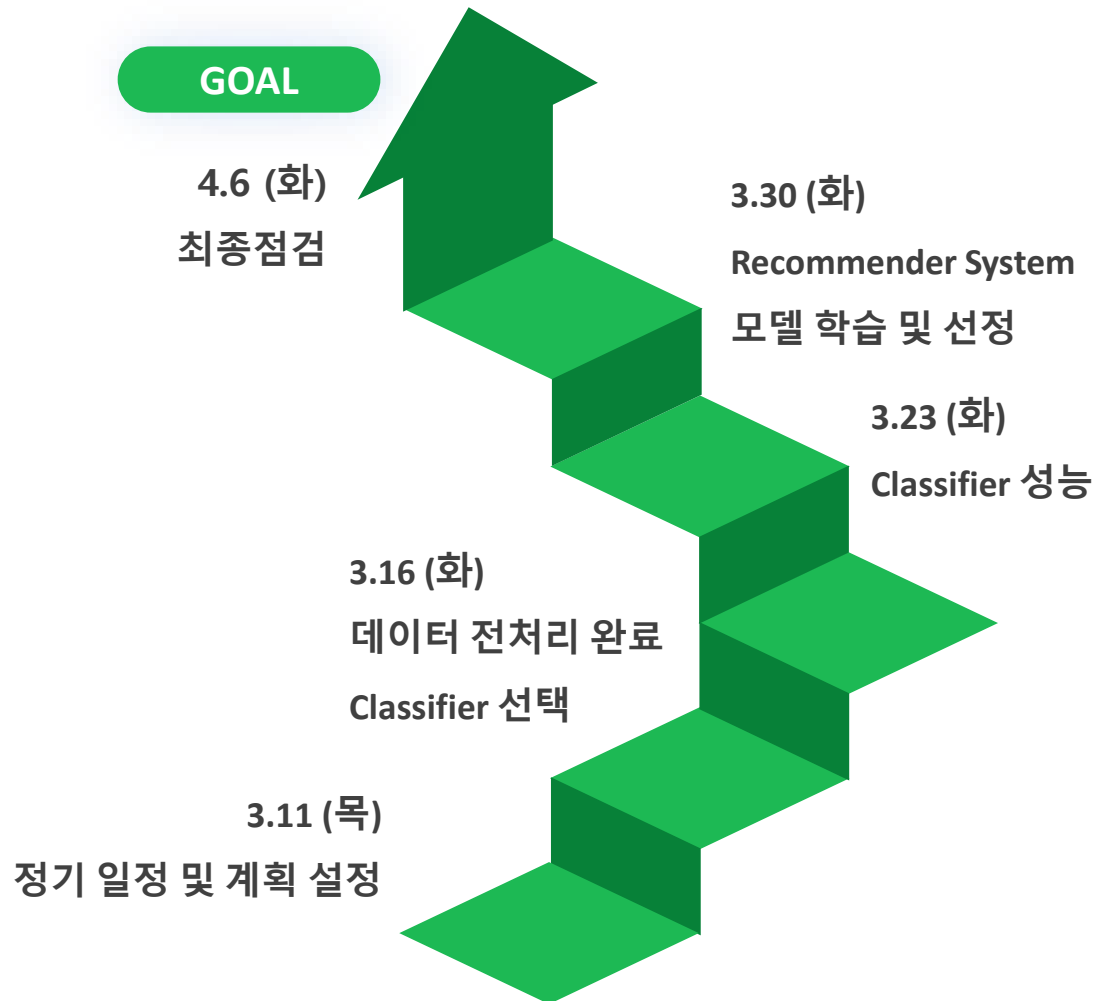 GOAL
4.6 (화)
최종점검
3.30 (화)
Recommender System
모델 학습 및 선정
3.23 (화)
Classifier 성능
3.16 (화)
데이터 전처리 완료
Classifier 선택
3.11 (목)
정기 일정 및 계획 설정